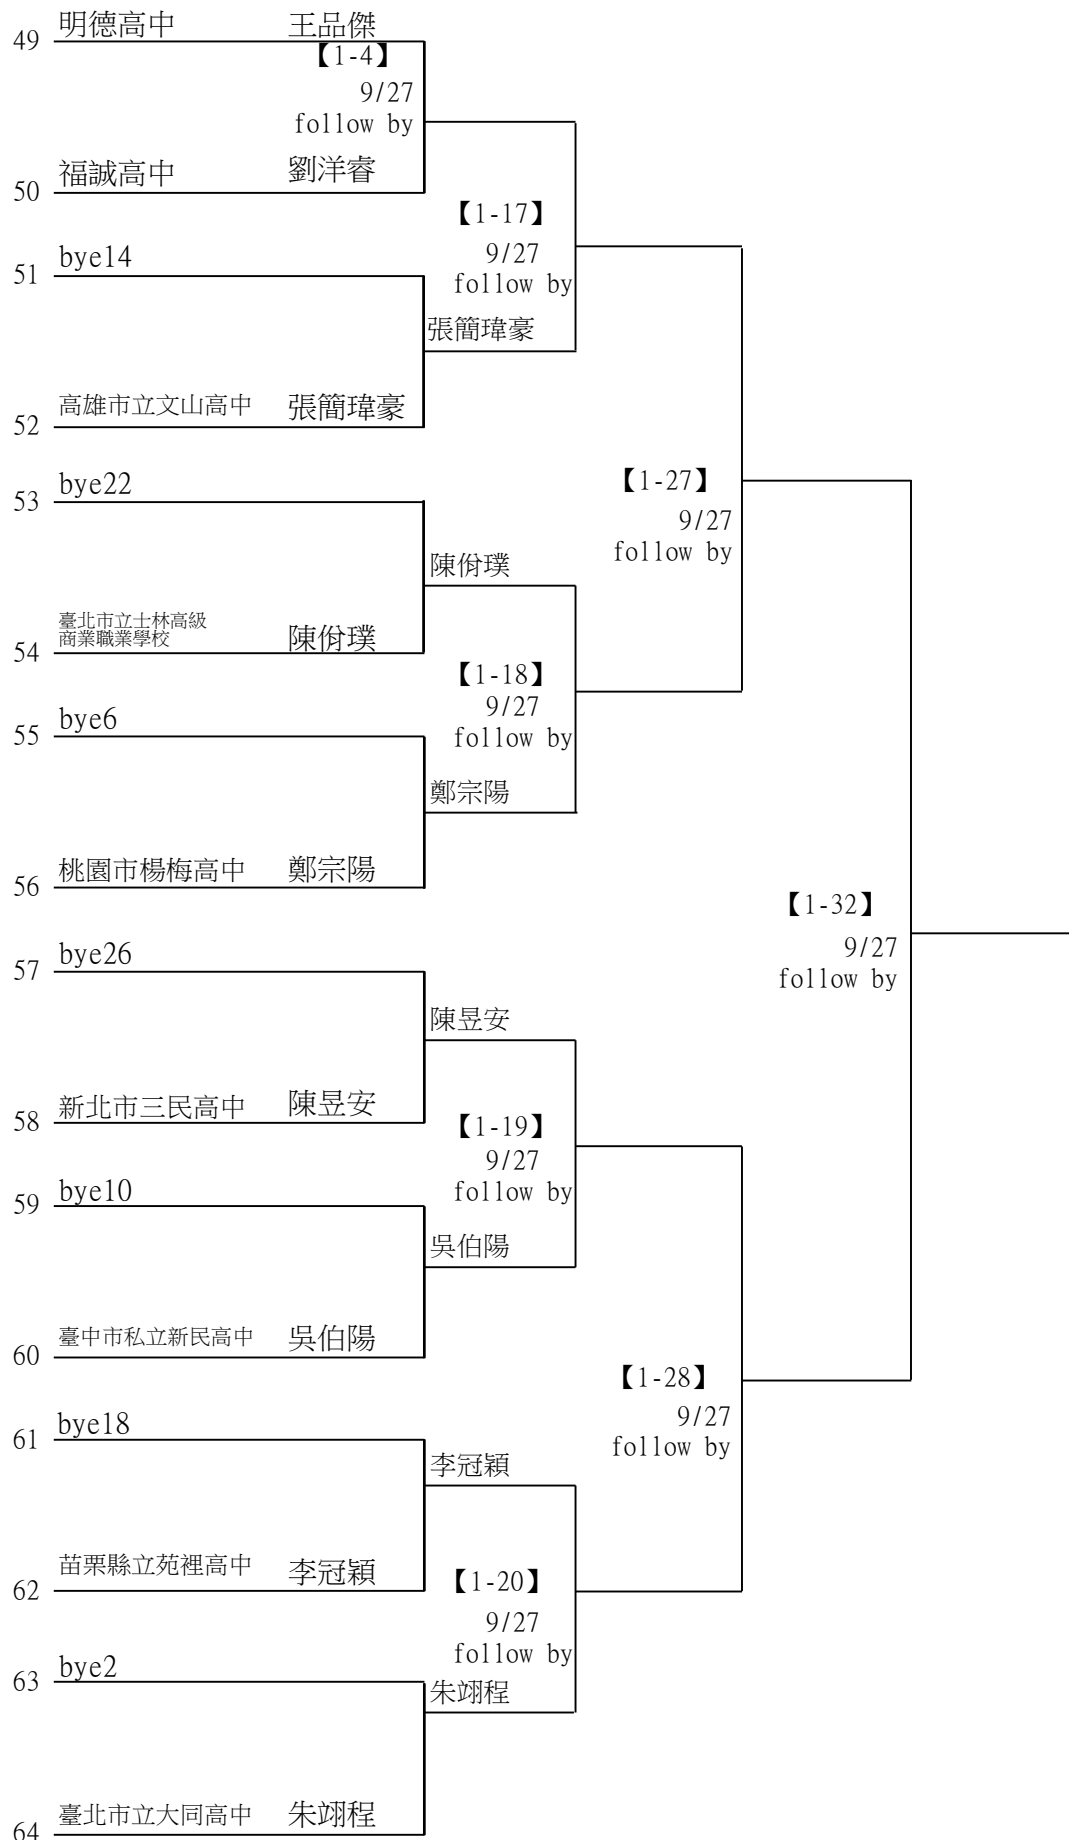 49 明德高中 王品傑
【1-4】
9/27
follow by
50 福誠高中 劉洋睿
【1-17】
9/27
follow by
51 bye14
張簡瑋豪
52 高雄市立文山高中 張簡瑋豪
53 bye22
【1-27】
9/27
follow by
陳佾璞
臺北市立士林高級
商業職業學校
54 陳佾璞
【1-18】
9/27
follow by
55 bye6
鄭宗陽
56 桃園市楊梅高中 鄭宗陽
【1-32】
9/27
follow by
57 bye26
陳昱安
58 新北市三民高中 陳昱安
【1-19】
9/27
follow by
59 bye10
吳伯陽
60 臺中市私立新民高中 吳伯陽
【1-28】
9/27
follow by
61 bye18
李冠穎
62 苗栗縣立苑裡高中 李冠穎
【1-20】
9/27
follow by
63 bye2
朱翊程
64 臺北市立大同高中 朱翊程